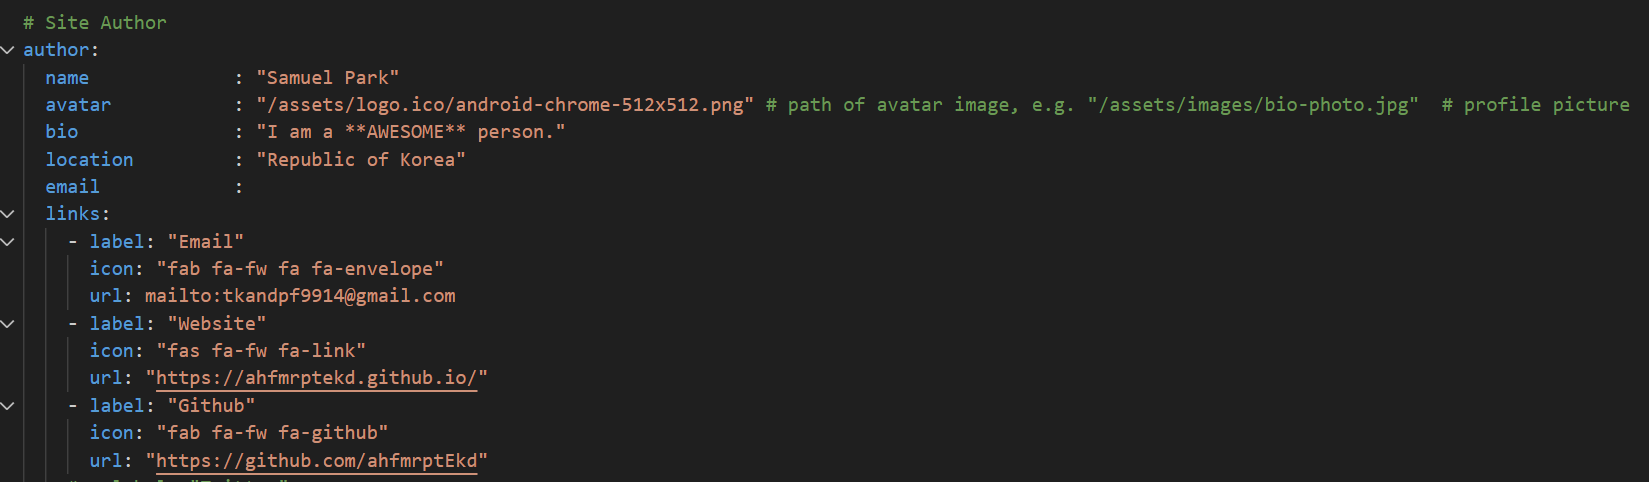 # Site Author
author:
name : "Samuel Park"
avatar : "/assets/logo.ico/android-chrome-512x512.png" # path of avatar image, e.g. "/assets/images/bio-photo.jpg" # profile picture
bio : "I am a **AWESOME** person."
location : "Republic of Korea"
email :
links:
- label: "Email"
icon: "fab fa-fw fa fa-envelope"
url: mailto:tkandpf9914@gmail.com
- label: "Website"
icon: "fas fa-fw fa-link"
url: "https://ahfmrptekd.github.io/"
- label: "Github"
icon: "fab fa-fw fa-github"
url: "https://github.com/ahfmrptEkd"